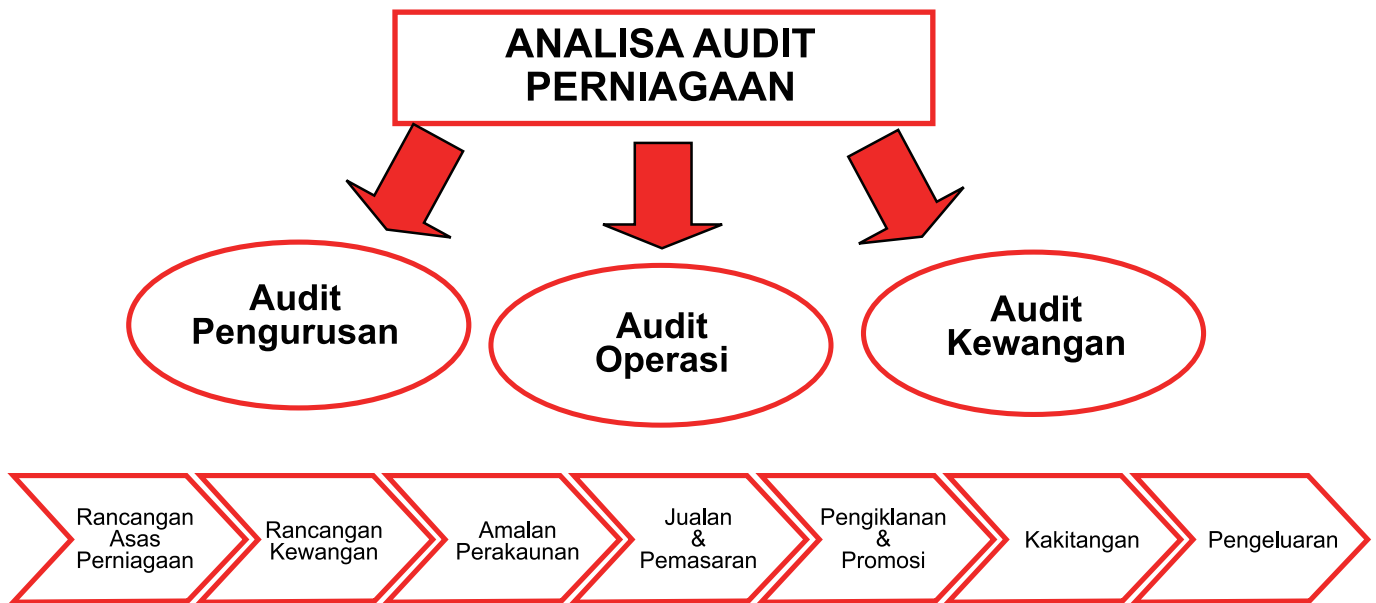 ANALISA AUDIT
PERNIAGAAN
Audit
Pengurusan
Audit
Operasi
Audit
Kewangan
Rancangan
Asas
Perniagaan
Rancangan
Kewangan
Amalan
Perakaunan
Jualan
&
Pemasaran
Pengiklanan
&
Promosi
Kakitangan
Pengeluaran